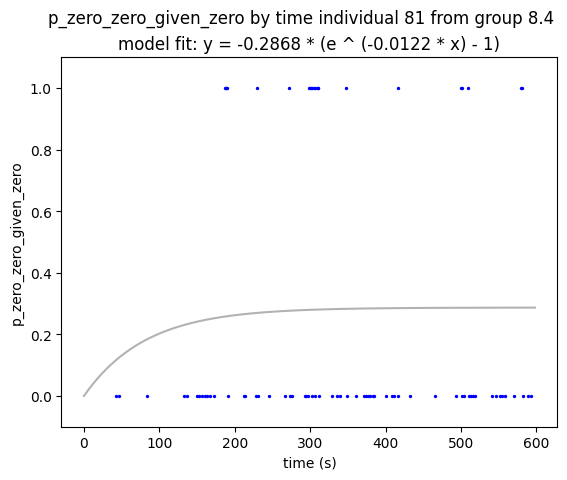 p_zero_zero_given_zero by time individual 81 from group 8.4
model fit: y = -0.2868 * (e ^ (-0.0122 * x) - 1)
1.0
0.8
0.6
0.4
0.2
0.0
p_zero_zero_given_zero
0 100 200 300 400 500 600
time (s)